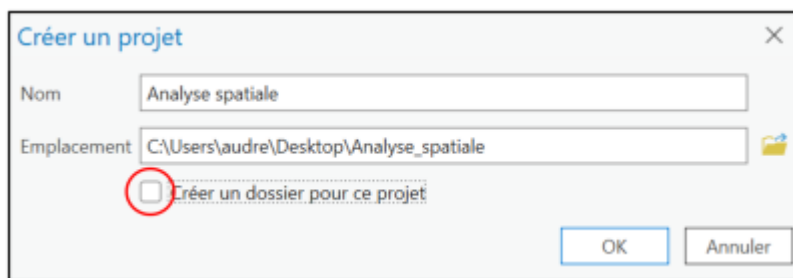 Créer un projet
Nom Analyse spatiale
Emplacement C:\Users\audre\Desktop\Analyse_spatiale
Créer un dossier pour ce projet
OK Annuler